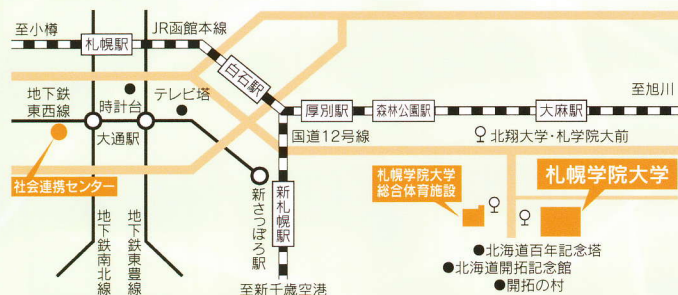 至小樽
JR函館本線
札幌駅
白石駅
地下鉄
東西線
時計台
テレビ塔
大通駅
厚別駅
森林公園駅
大麻駅
至旭川
国道12号線
北翔大学・札学院大前
社会連携センター
札幌学院大学
総合体育施設
札幌学院大学
新さっぽろ駅
新札幌駅
地下鉄南北線
地下鉄東豊線
北海道百年記念塔
北海道開拓記念館
開拓の村
至新千歳空港